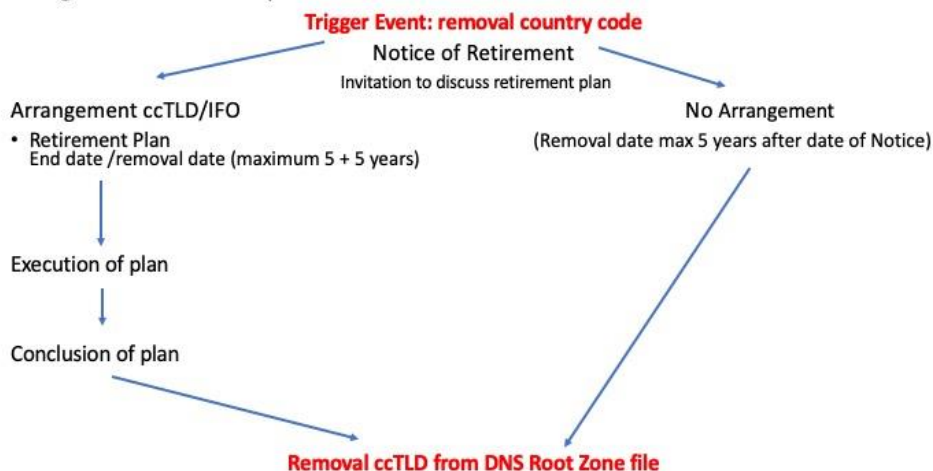 Trigger Event: removal country code
Notice of Retirement
Invitation to discuss retirement plan
Arrangement ccTLD/IFO
• Retirement Plan
End date /removal date (maximum 5 + 5 years)
No Arrangement
(Removal date max 5 years after date of Notice)
Execution of plan
Conclusion of plan
Removal ccTLD from DNS Root Zone file